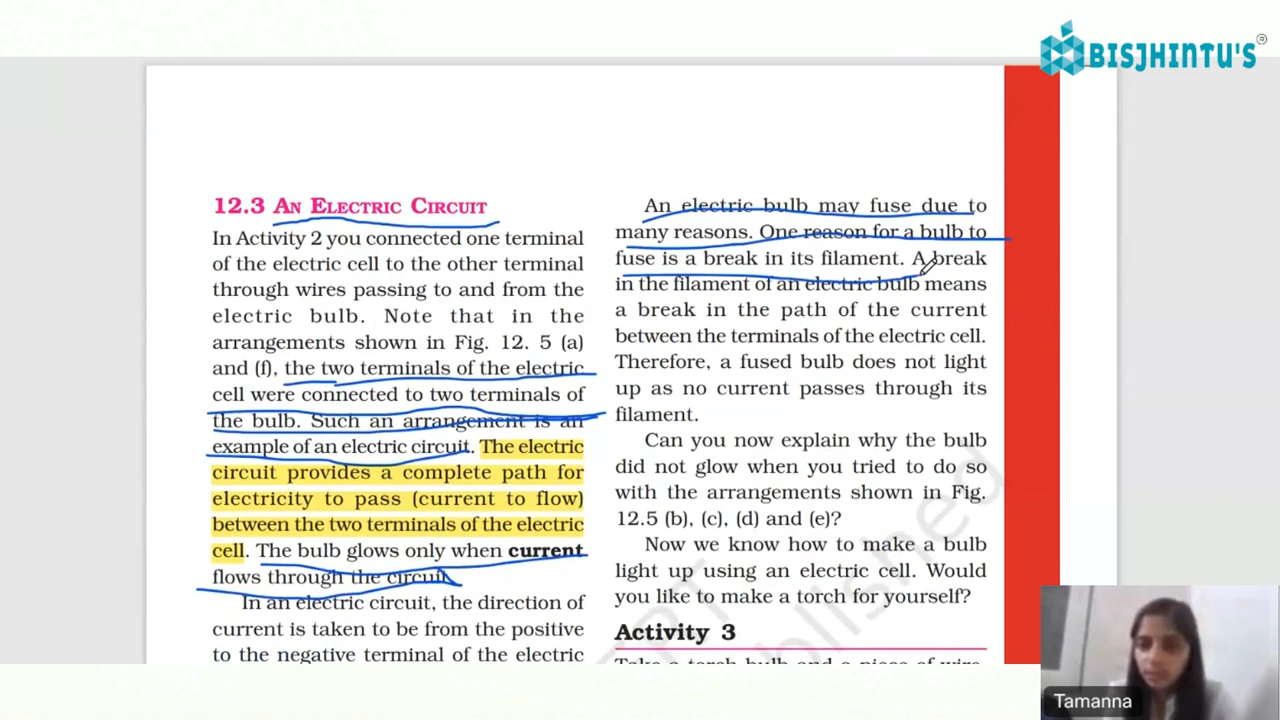 BISJHINTU'S®
12.3 AN ELECTRIC CIRCUIT
In Activity 2 you connected one terminal
of the electric cell to the other terminal
through wires passing to and from the
electric bulb. Note that in the
arrangements shown in Fig. 12. 5 (a)
and (f), the two terminals of the electric
cell were connected to two terminals of
the bulb. Such an arrangement is an
example of an electric circuit. The electric
circuit provides a complete path for
electricity to pass (current to flow)
between the two terminals of the electric
cell. The bulb glows only when current
flows through the circuit.
In an electric circuit, the direction of
current is taken to be from the positive
to the negative terminal of the electric
An electric bulb may fuse due to
many reasons. One reason for a bulb to
fuse is a break in its filament. A break
in the filament of an electric bulb means
a break in the path of the current
between the terminals of the electric cell.
Therefore, a fused bulb does not light
up as no current passes through its
filament.
Can you now explain why the bulb
did not glow when you tried to do so
with the arrangements shown in Fig.
12.5 (b), (c), (d) and (e)?
Now we know how to make a bulb
light up using an electric cell. Would
you like to make a torch for yourself?
Activity 3
Take a torch bulb and a piece of wire.
Tamanna